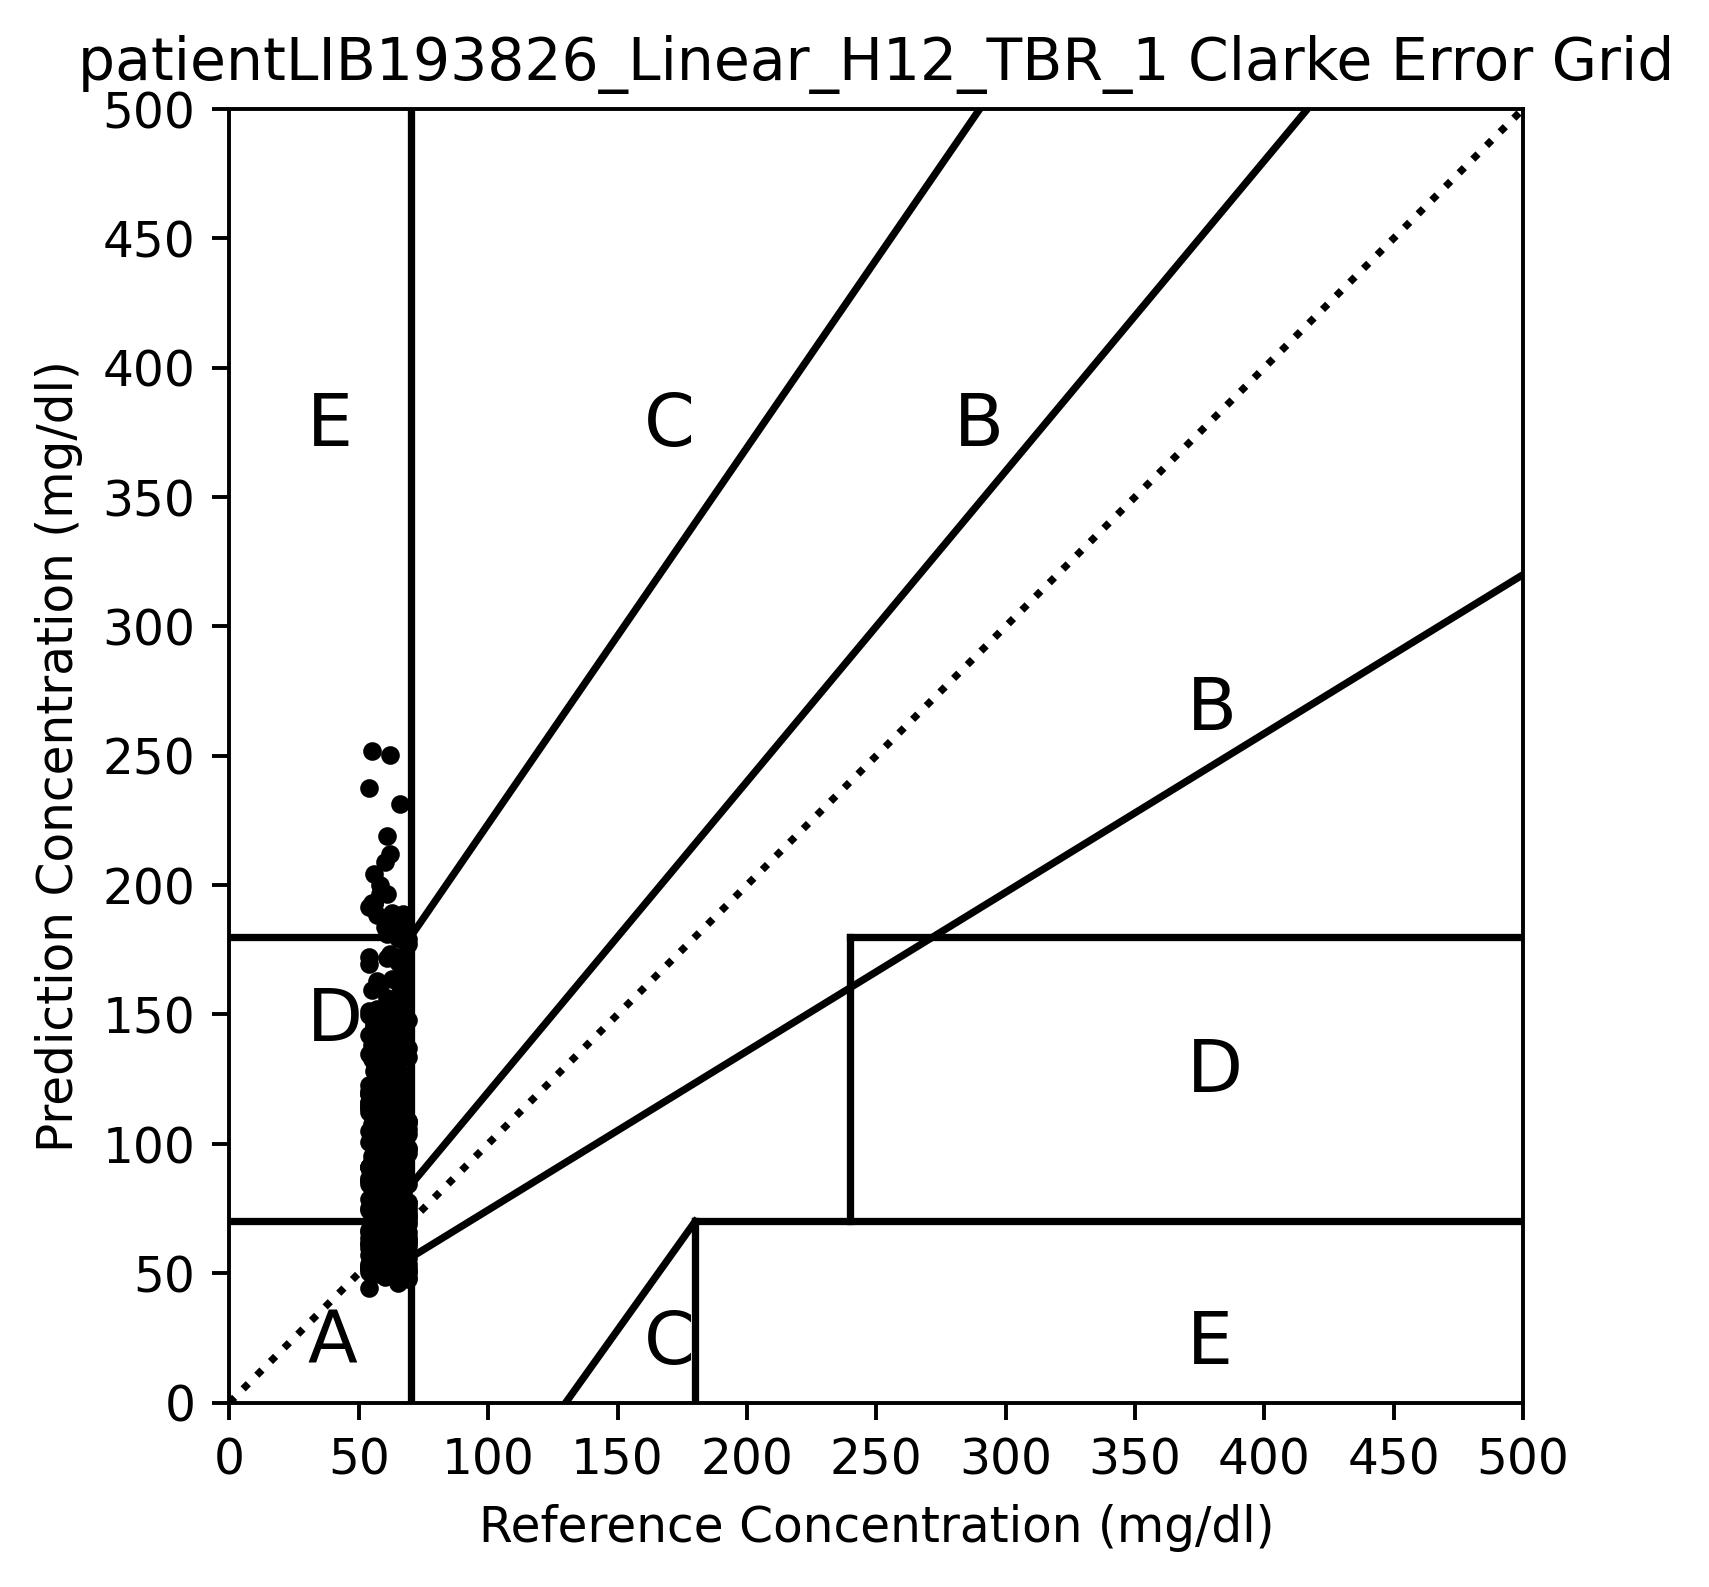 patientLIB193826_Linear_H12_TBR_1 Clarke Error Grid
Prediction Concentration (mg/dl)
500
450
400
350
300
250
200
150
100
50
0
E
C
B
B
D
D
A
C
E
0 50 100 150 200 250 300 350 400 450 500
Reference Concentration (mg/dl)